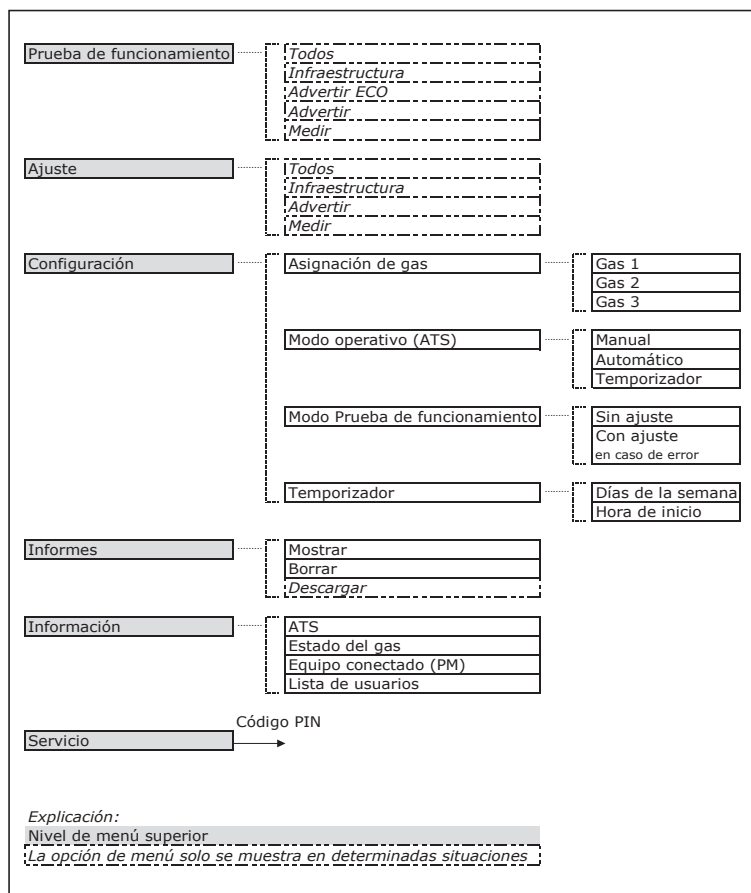 Prueba de funcionamiento
Todos
Infraestructura
Advertir ECO
Advertir
Medir
Ajuste
Todos
Infraestructura
Advertir
Medir
Configuración
Asignación de gas
Gas 1
Gas 2
Gas 3
Modo operativo (ATS)
Manual
Automático
Temporizador
Modo Prueba de funcionamiento
Sin ajuste
Con ajuste
en caso de error
Temporizador
Días de la semana
Hora de inicio
Informes
Mostrar
Borrar
Descargar
Información
ATS
Estado del gas
Equipo conectado (PM)
Lista de usuarios
Código PIN
Servicio
Explicación:
Nivel de menú superior
La opción de menú solo se muestra en determinadas situaciones